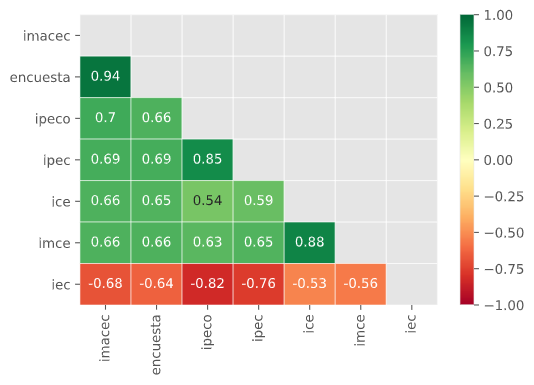 imacec
encuesta 0.94
ipeco 0.7 0.66
ipec 0.69 0.69 0.85
ice 0.66 0.65 0.54 0.59
imce 0.66 0.66 0.63 0.65 0.88
iec -0.68 -0.64 -0.82 -0.76 -0.53 -0.56
imacec encuesta ipeco ipec ice imce iec
1.00
0.75
0.50
0.25
0.00
−0.25
−0.50
−0.75
−1.00